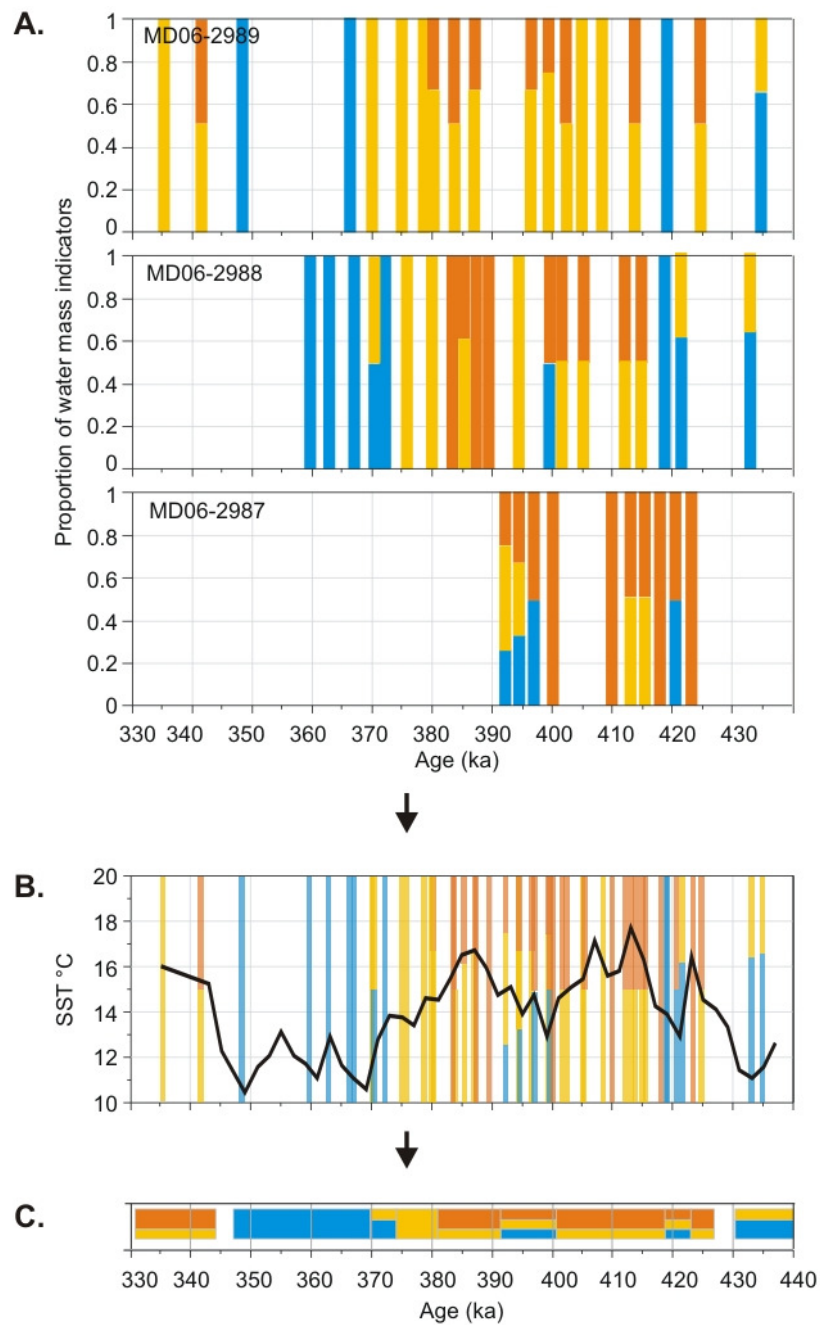 A.
MD06-2989
1
0.8
0.6
0.4
0.2
0
MD06-2988
1
0.8
0.6
0.4
0.2
0
MD06-2987
1
0.8
0.6
0.4
0.2
0
Proportion of water mass indicators
330 340 350 360 370 380 390 400 410 420 430
Age (ka)
B.
20
18
16
14
12
10
SST °C
C.
330 340 350 360 370 380 390 400 410 420 430 440
Age (ka)